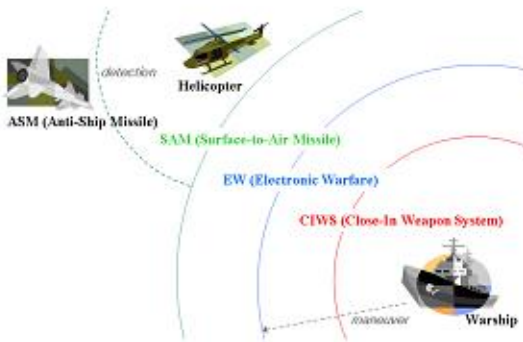 detection
Helicopter
ASM (Anti-Ship Missile)
SAM (Surface-to-Air Missile)
EW (Electronic Warfare)
CIWS (Close-In Weapon System)
maneuver
Warship